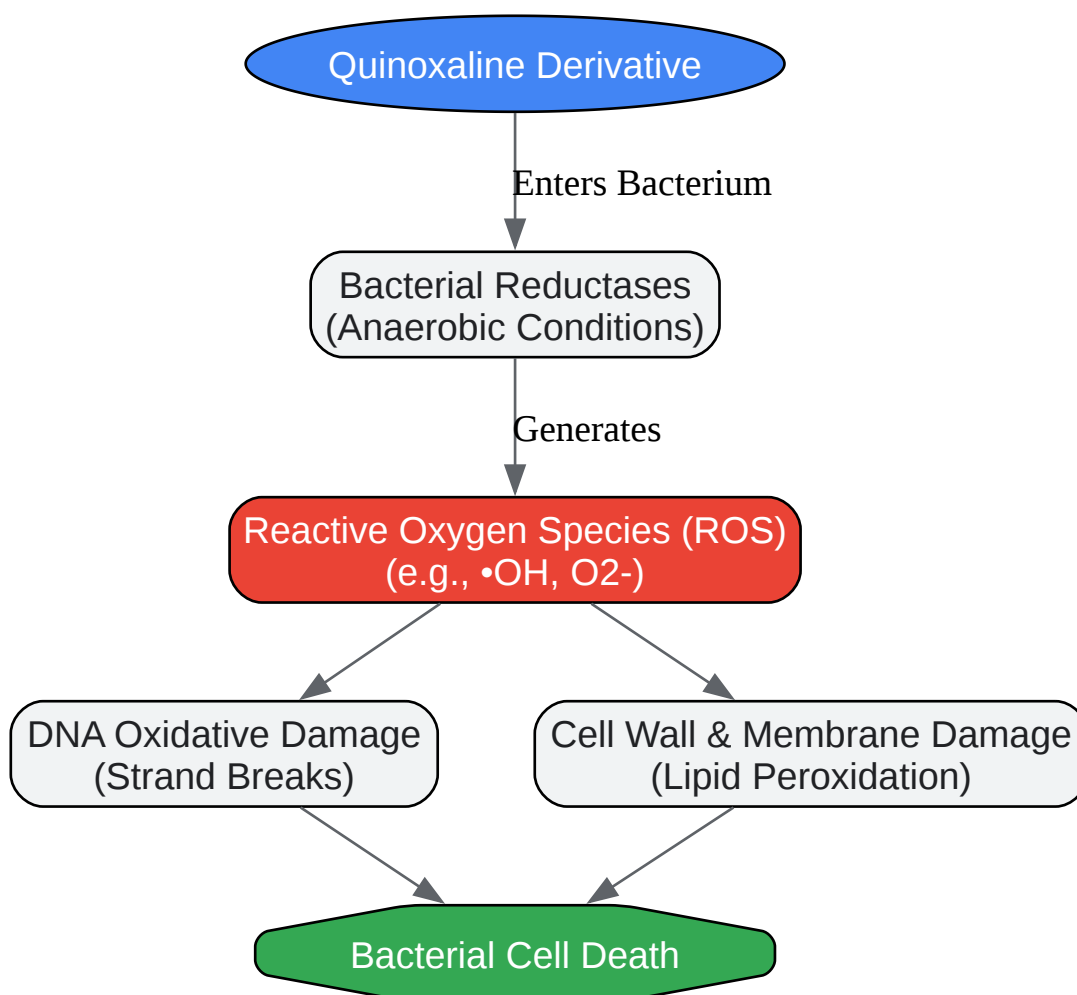 Quinoxaline Derivative
Enters Bacterium
Bacterial Reductases
(Anaerobic Conditions)
Generates
Reactive Oxygen Species (ROS)
(e.g., •OH, O2-)
DNA Oxidative Damage
(Strand Breaks)
Cell Wall & Membrane Damage
(Lipid Peroxidation)
Bacterial Cell Death